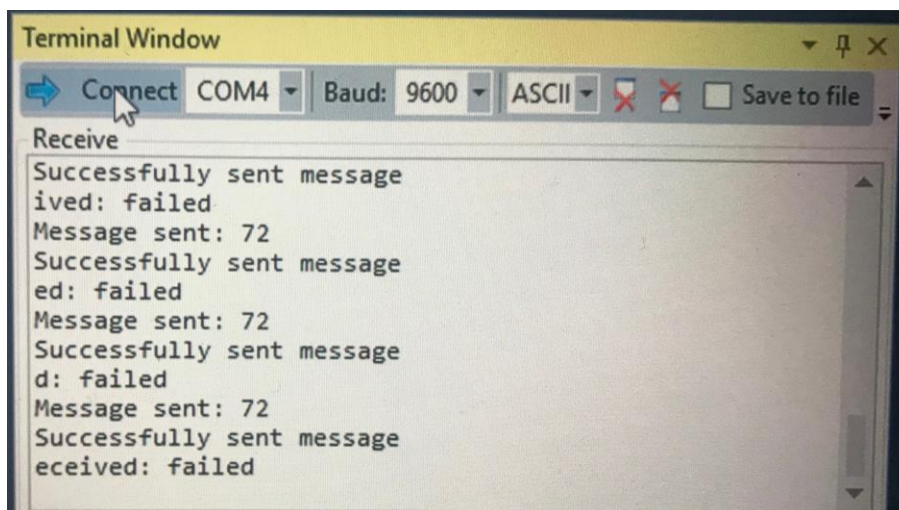 Terminal Window
Connect COM4 Baud: 9600 ASCII Save to file
Receive
Successfully sent message
ived: failed
Message sent: 72
Successfully sent message
ed: failed
Message sent: 72
Successfully sent message
d: failed
Message sent: 72
Successfully sent message
eceived: failed